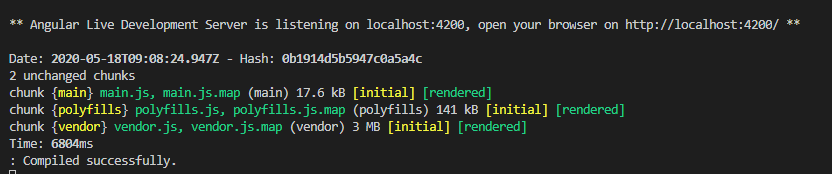 ** Angular Live Development Server is listening on localhost:4200, open your browser on http://localhost:4200/ **
Date: 2020-05-18T09:08:24.947Z - Hash: 0b1914d5b5947c0a5a4c
2 unchanged chunks
chunk {main} main.js, main.js.map (main) 17.6 kB [initial] [rendered]
chunk {polyfills} polyfills.js, polyfills.js.map (polyfills) 141 kB [initial] [rendered]
chunk {vendor} vendor.js, vendor.js.map (vendor) 3 MB [initial] [rendered]
Time: 6804ms
: Compiled successfully.